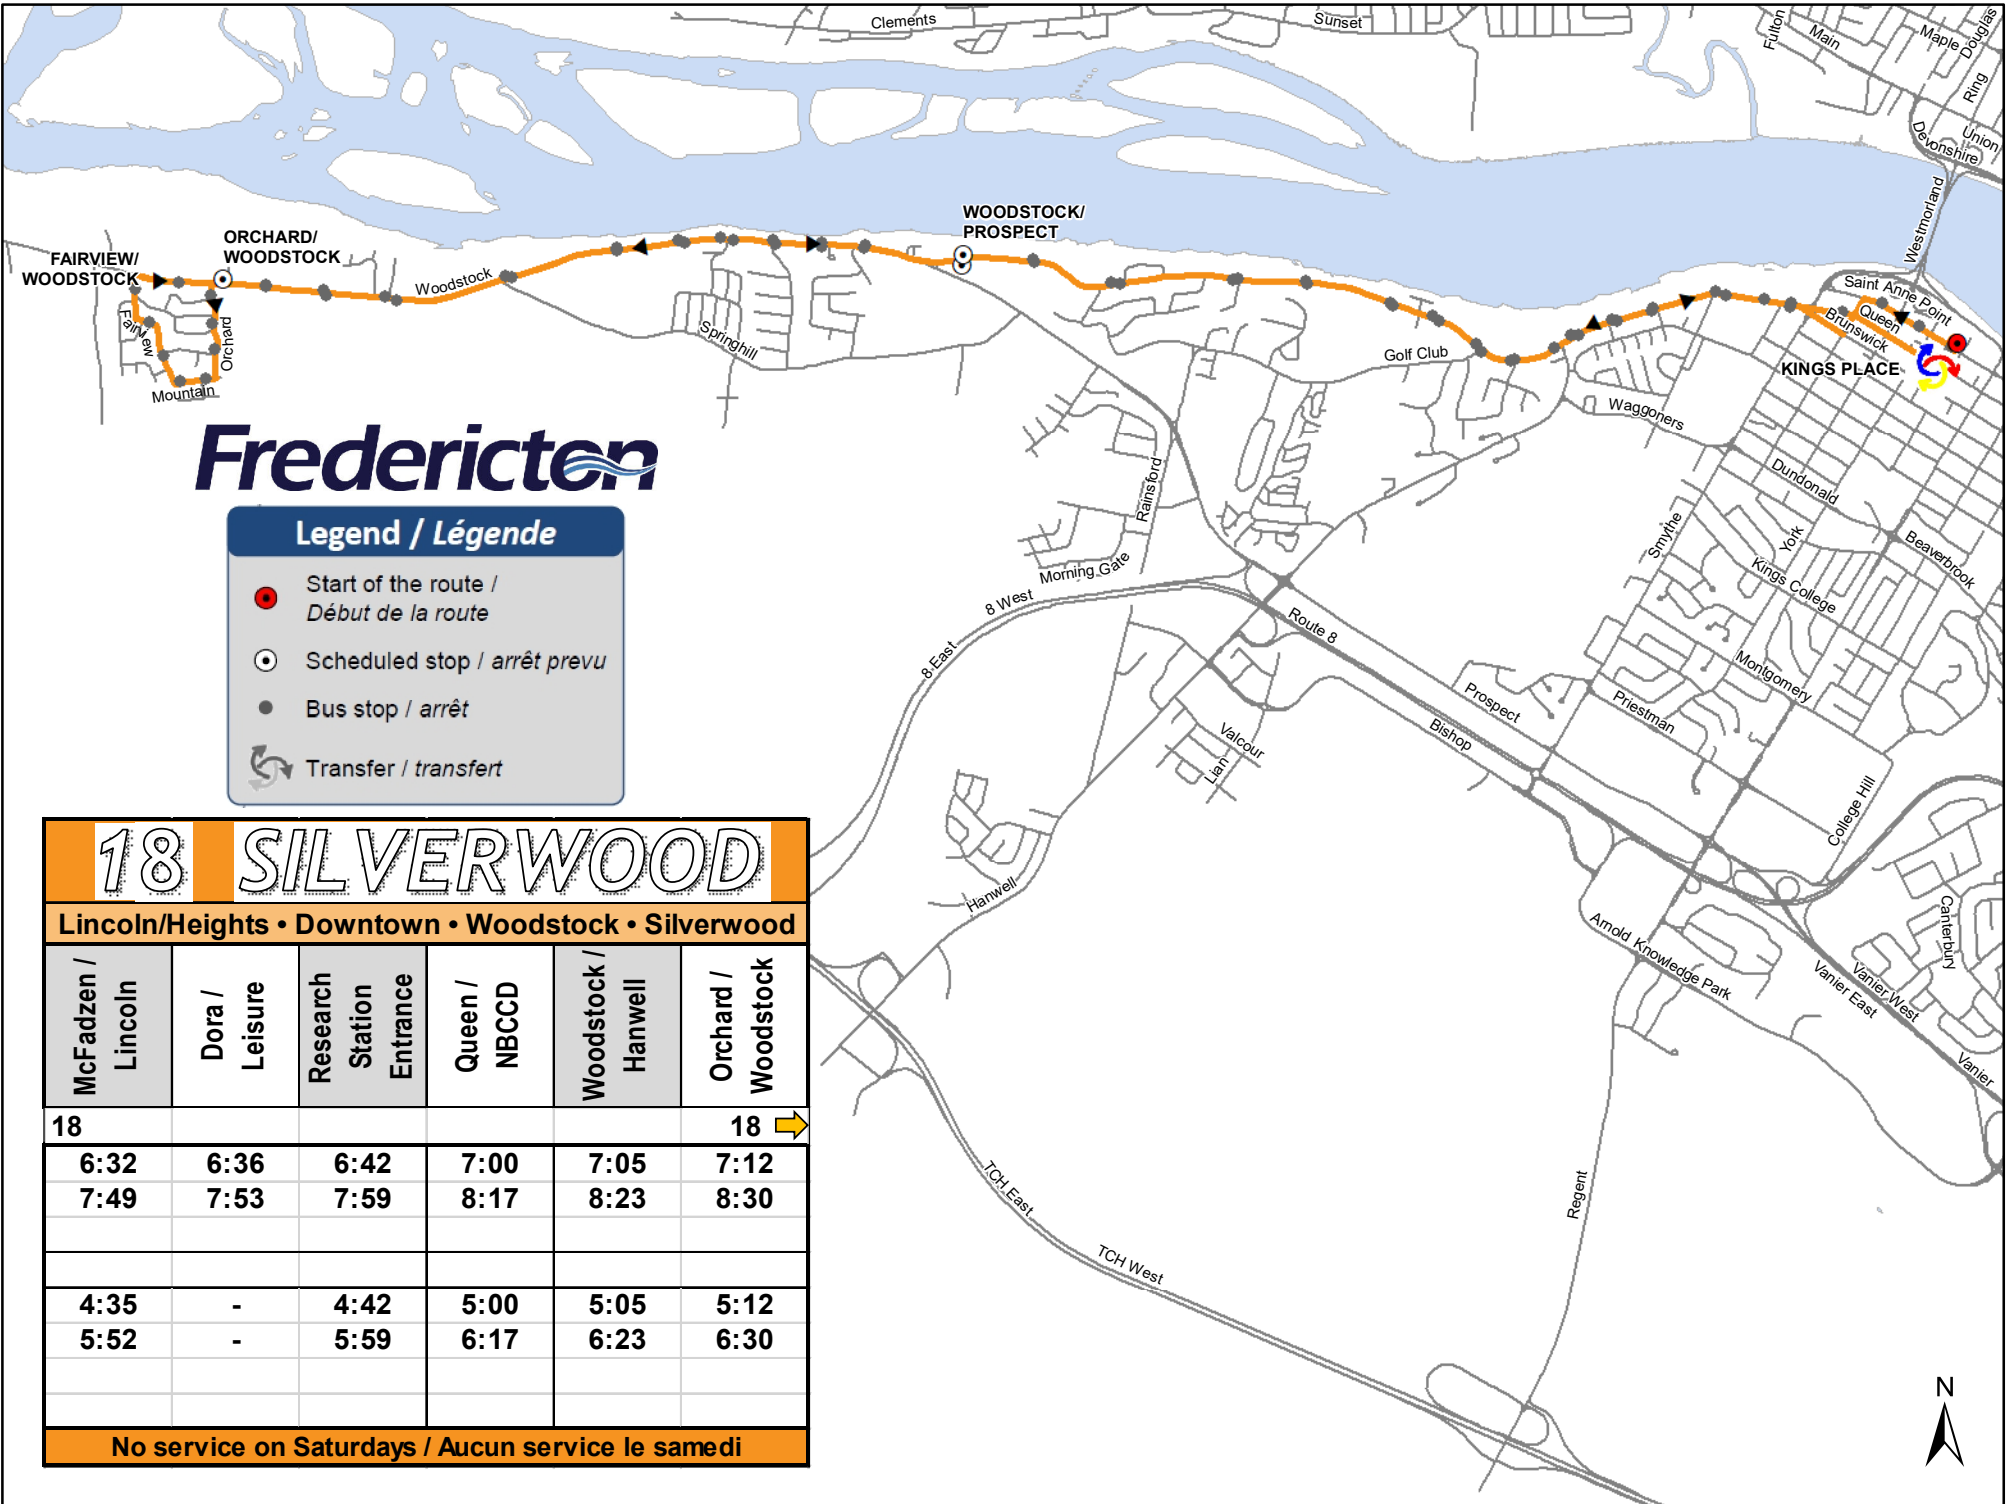 Clements
Sunset
Fulton
Main
Maple
Douglas
Ring
Union
Devonshire
Westmorland
WOODSTOCK/
PROSPECT
ORCHARD/
WOODSTOCK
FAIRVIEW/
WOODSTOCK
Woodstock
Fairview
Orchard
Mountain
Springhill
Saint Anne Point
Queen
Brunswick
KINGS PLACE
Golf Club
Waggoners
Dundonald
Beaverbrook
Smythe
York
Kings College
Rainsford
Morning Gate
8 West
8 East
Route 8
Montgomery
Priestman
Prospect
Bishop
Valcour
Lian
College Hill
Hanwell
Canterbury
Arnold Knowledge Park
Vanier West
Vanier East
Vanier
Regent
TCH East
TCH West
N
Fredericton
Legend / Légende
Start of the route /
Début de la route
Scheduled stop / arrêt prevu
Bus stop / arrêt
Transfer / transfert
18 SILVERWOOD
Lincoln/Heights • Downtown • Woodstock • Silverwood
McFadzen /
Lincoln
Dora /
Leisure
Research
Station
Entrance
Queen /
NBCCD
Woodstock /
Hanwell
Orchard /
Woodstock
18 18
6:32 6:36 6:42 7:00 7:05 7:12
7:49 7:53 7:59 8:17 8:23 8:30
4:35 - 4:42 5:00 5:05 5:12
5:52 - 5:59 6:17 6:23 6:30
No service on Saturdays / Aucun service le samedi